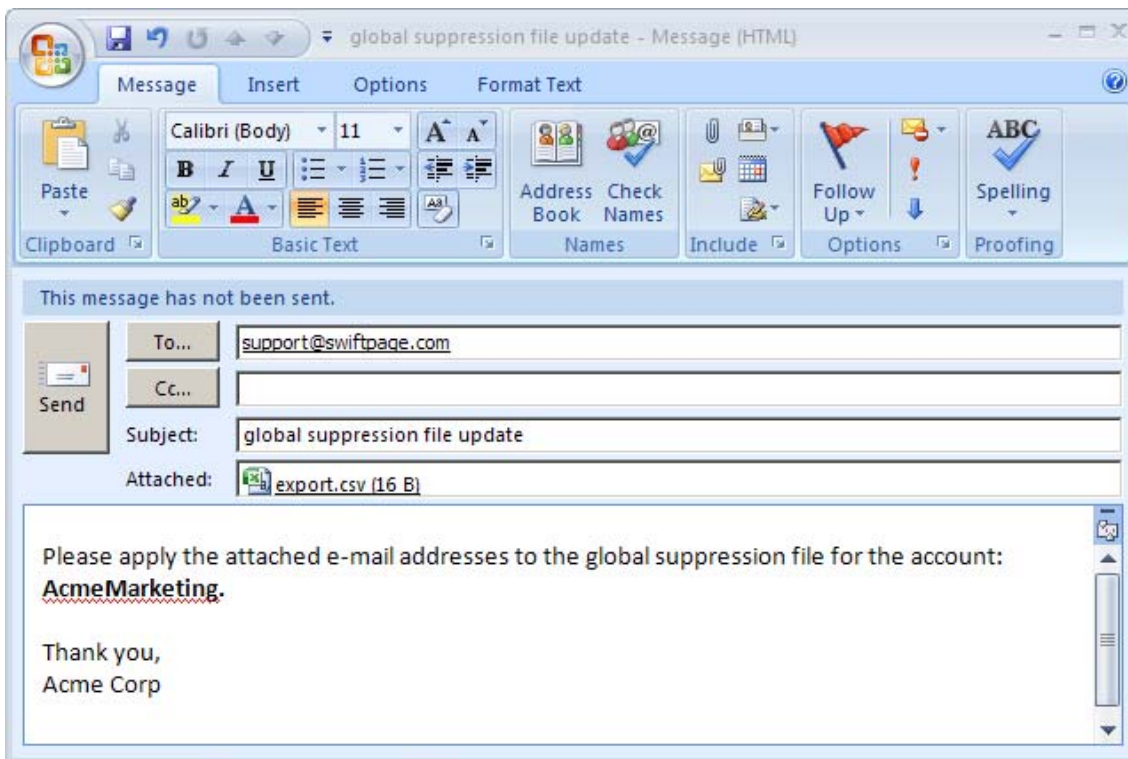 global suppression file update - Message (HTML)
Message Insert Options Format Text
Paste
Clipboard
Calibri (Body) 11 A A
B I U
ab A Aa
Basic Text
Address Book
Check Names
Names
Include
Follow Up
Options
ABC
Spelling
Proofing
This message has not been sent.
Send
To... support@swiftpage.com
Cc...
Subject: global suppression file update
Attached: export.csv (16 B)
Please apply the attached e-mail addresses to the global suppression file for the account:
AcmeMarketing.
Thank you,
Acme Corp